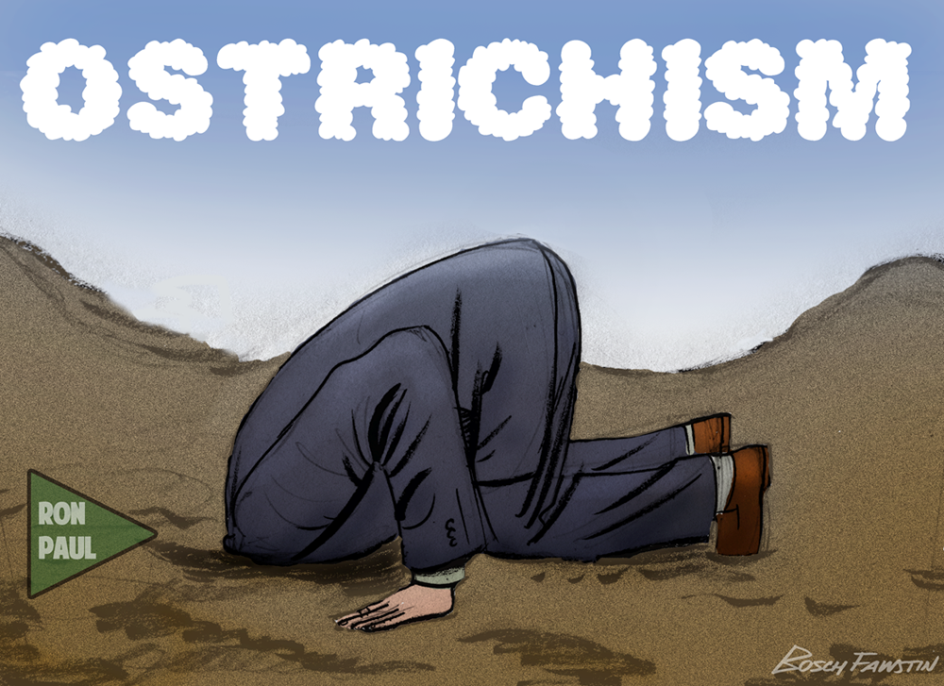 OSTRICHISM
RON
PAUL
BOSCH FAWSTIN